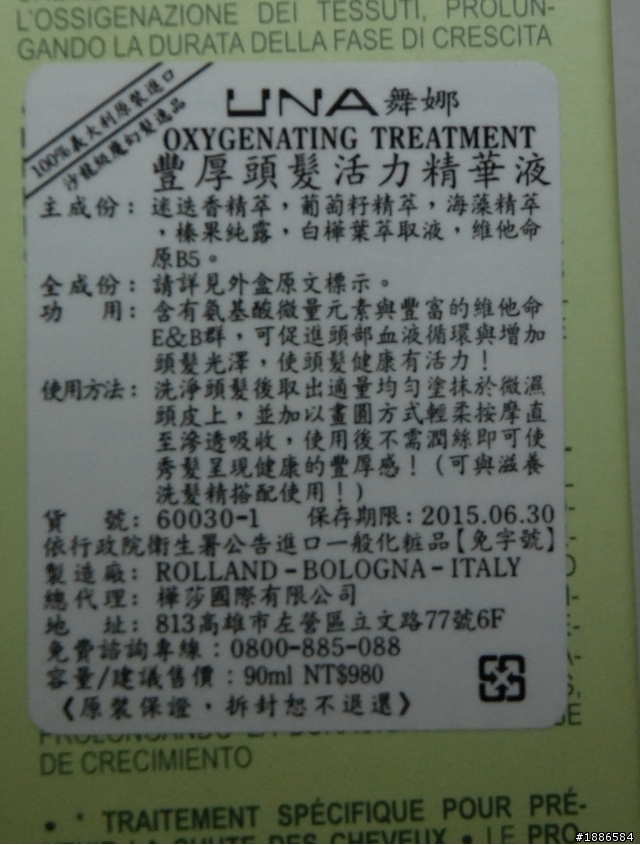 L'OSSIGENAZIONE DEI TESSUTI, PROLUN-
GANDO LA DURATA DELLA FASE DI CRESCITA
100%義大利原裝進口
沙龍級魔幻髮逸品
UNA舞娜
OXYGENATING TREATMENT
豐厚頭髮活力精華液
主成份：迷迭香精萃，葡萄籽精萃，海藻精萃
，榛果純露，白樺葉萃取液，維他命
原B5。
全成份：請詳見外盒原文標示。
功　用：含有氨基酸微量元素與豐富的維他命
E&B群，可促進頭部血液循環與增加
頭髮光澤，使頭髮健康有活力！
使用方法：洗淨頭髮後取出適量均勻塗抹於微濕
頭皮上，並加以畫圓方式輕柔按摩直
至滲透吸收，使用後不需潤絲即可使
秀髮呈現健康的豐厚感！（可與滋養
洗髮精搭配使用！）
貨　號：60030-1　保存期限：2015.06.30
依行政院衛生署公告進口一般化粧品【免字號】
製造廠：ROLLAND-BOLOGNA-ITALY
總代理：樺莎國際有限公司
地　址：813高雄市左營區立文路77號6F
免費諮詢專線：0800-885-088
容量/建議售價：90ml NT$980
《原裝保證，拆封恕不退還》
DE CRECIMIENTO
• * TRAITEMENT SPÉCIFIQUE POUR PRÉ-
CHUTE DES CHEVEUX • LE PRO-
#1886584